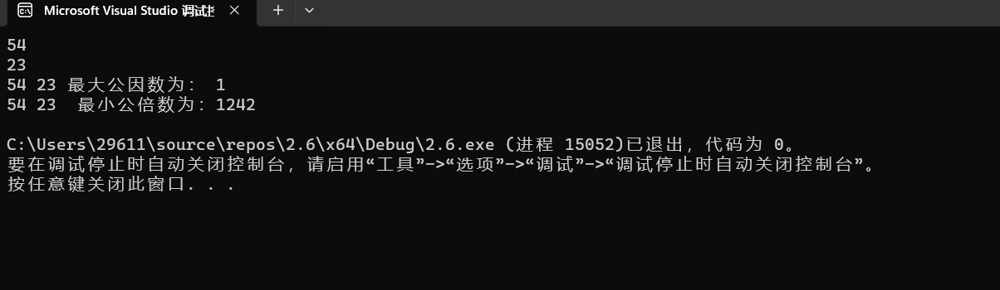 Microsoft Visual Studio 调试
54
23
54 23 最大公因数为： 1
54 23  最小公倍数为：1242
C:\Users\29611\source\repos\2.6\x64\Debug\2.6.exe (进程 15052)已退出，代码为 0。
要在调试停止时自动关闭控制台，请启用“工具”->“选项”->“调试”->“调试停止时自动关闭控制台”。
按任意键关闭此窗口. . .